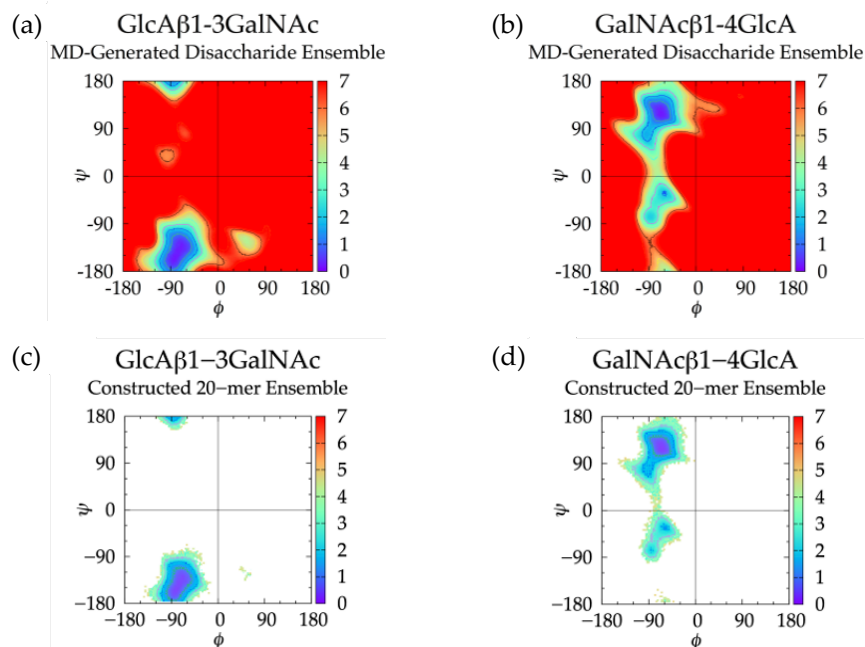 (a)
GlcAβ1-3GalNAc
MD-Generated Disaccharide Ensemble
180
90
0
-90
-180
ψ
-180 -90 0 90 180
ϕ
7
6
5
4
3
2
1
0
(b)
GalNAcβ1-4GlcA
MD-Generated Disaccharide Ensemble
180
90
0
-90
-180
ψ
-180 -90 0 90 180
ϕ
7
6
5
4
3
2
1
0
(c)
GlcAβ1−3GalNAc
Constructed 20−mer Ensemble
180
90
0
−90
−180
ψ
−180 −90 0 90 180
ϕ
7
6
5
4
3
2
1
0
(d)
GalNAcβ1−4GlcA
Constructed 20−mer Ensemble
180
90
0
−90
−180
ψ
−180 −90 0 90 180
ϕ
7
6
5
4
3
2
1
0